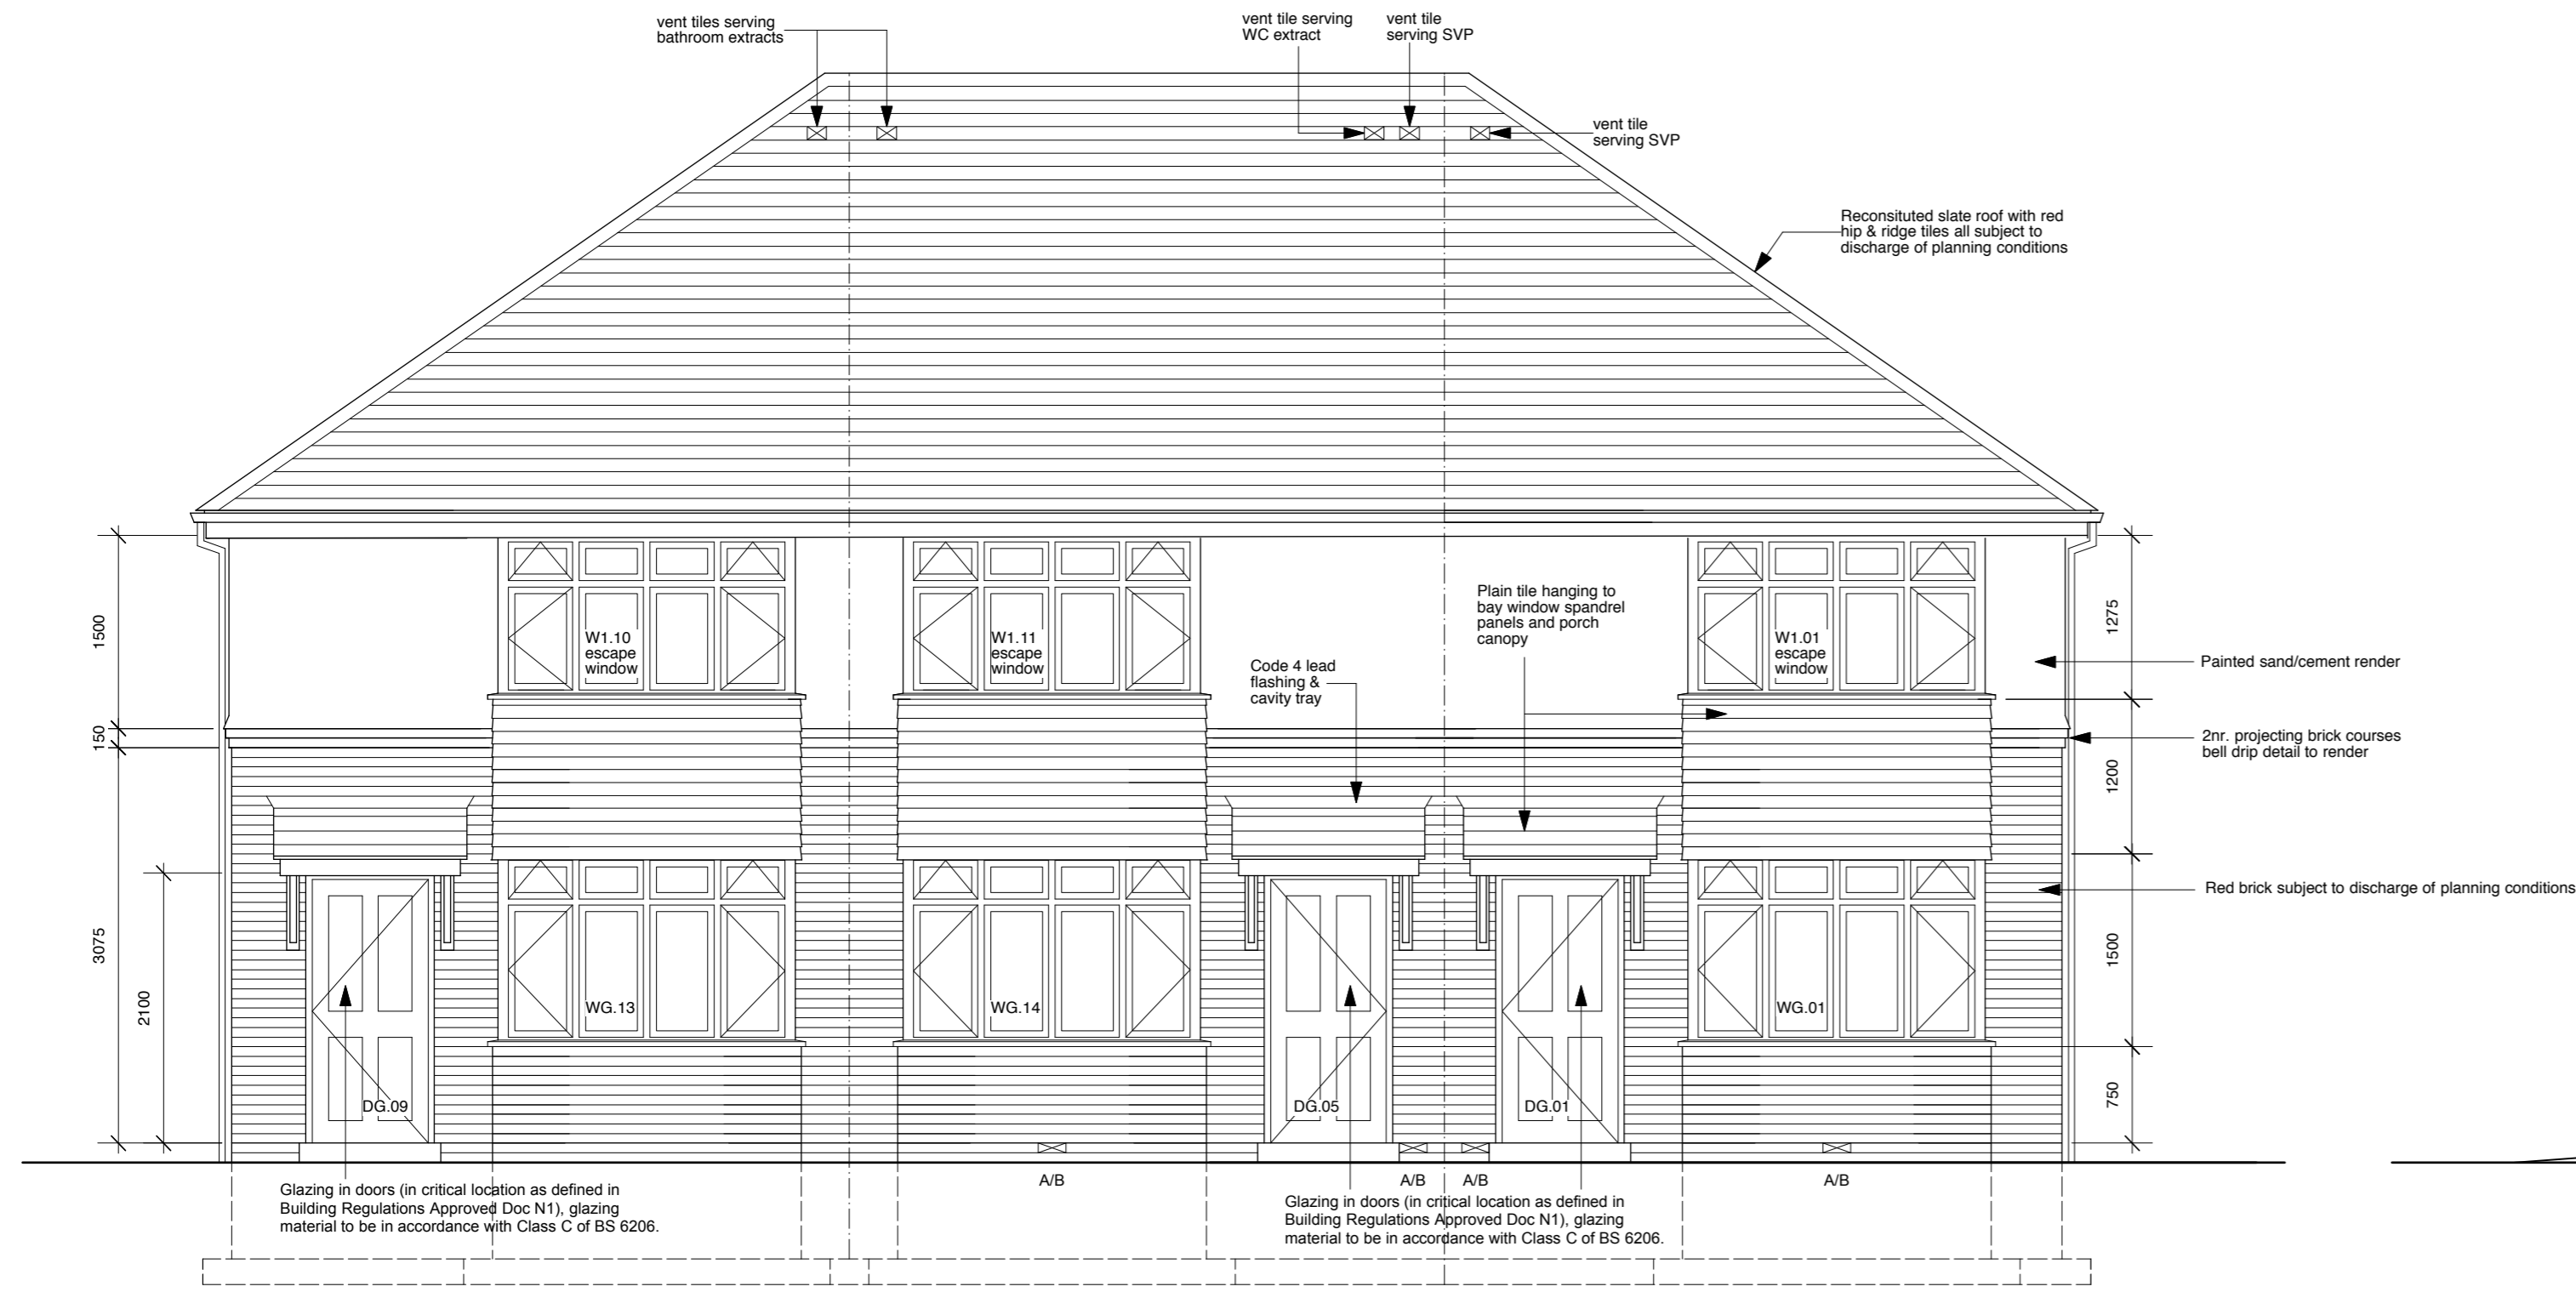 vent tiles serving
bathroom extracts
vent tile serving
WC extract
vent tile
serving SVP
vent tile
serving SVP
Reconsituted slate roof with red
hip & ridge tiles all subject to
discharge of planning conditions
1500
150
3075
2100
W1.10
escape
window
W1.11
escape
window
Code 4 lead
flashing &
cavity tray
Plain tile hanging to
bay window spandrel
panels and porch
canopy
W1.01
escape
window
1275
1200
1500
750
Painted sand/cement render
2nr. projecting brick courses
bell drip detail to render
Red brick subject to discharge of planning conditions
WG.13
WG.14
WG.01
DG.09
DG.05
DG.01
A/B
A/B
A/B
A/B
Glazing in doors (in critical location as defined in
Building Regulations Approved Doc N1), glazing
material to be in accordance with Class C of BS 6206.
Glazing in doors (in critical location as defined in
Building Regulations Approved Doc N1), glazing
material to be in accordance with Class C of BS 6206.